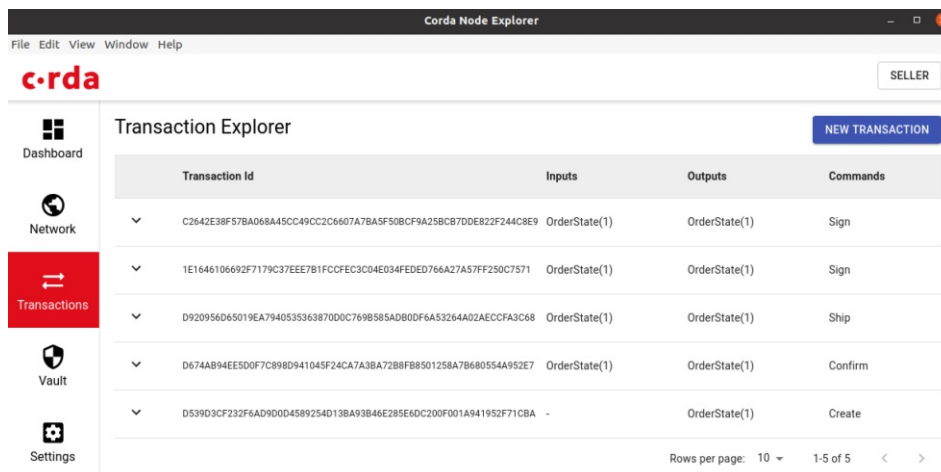 Corda Node Explorer
File Edit View Window Help
c·rda
SELLER
Dashboard
Network
Transactions
Vault
Settings
Transaction Explorer
NEW TRANSACTION
Transaction Id Inputs Outputs Commands
C2642E38F57BA068A45CC49CC2C6607A7BA5F50BCF9A25BCB7DDE822F244C8E9 OrderState(1) OrderState(1) Sign
1E1646106692F7179C37EEE7B1FCCFEC3C04E034FEDED766A27A57FF250C7571 OrderState(1) OrderState(1) Sign
D920956D65019EA7940535363870D0C769B585ADB0DF6A53264A02AECCFA3C68 OrderState(1) OrderState(1) Ship
D674AB94EE5D0F7C898D941045F24CA7A3BA72B8FB8501258A7B680554A952E7 OrderState(1) OrderState(1) Confirm
D539D3CF232F6AD9D0D4589254D13BA93B46E285E6DC200F001A941952F71CBA - OrderState(1) Create
Rows per page: 10 1-5 of 5